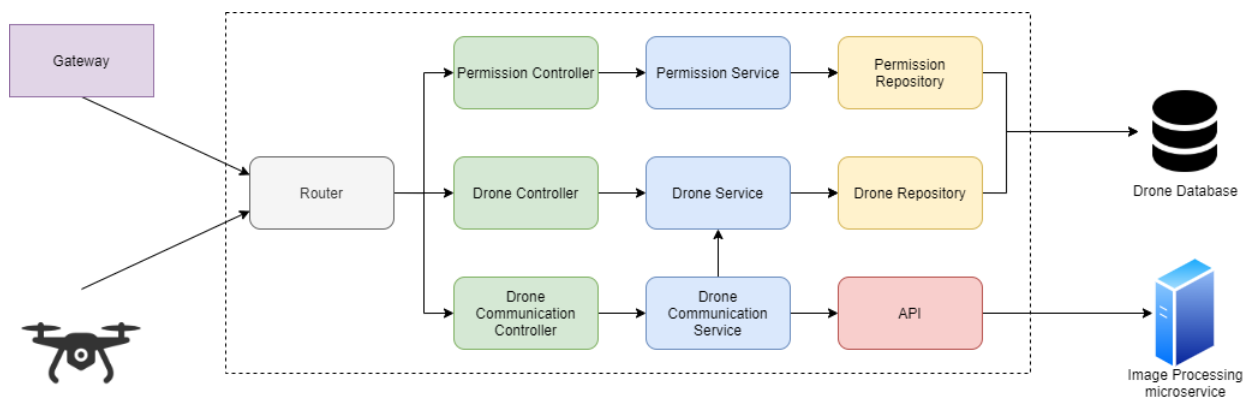 Gateway
Permission Controller
Permission Service
Permission
Repository
Router
Drone Controller
Drone Service
Drone Repository
Drone Database
Drone
Communication
Controller
Drone
Communication
Service
API
Image Processing
microservice